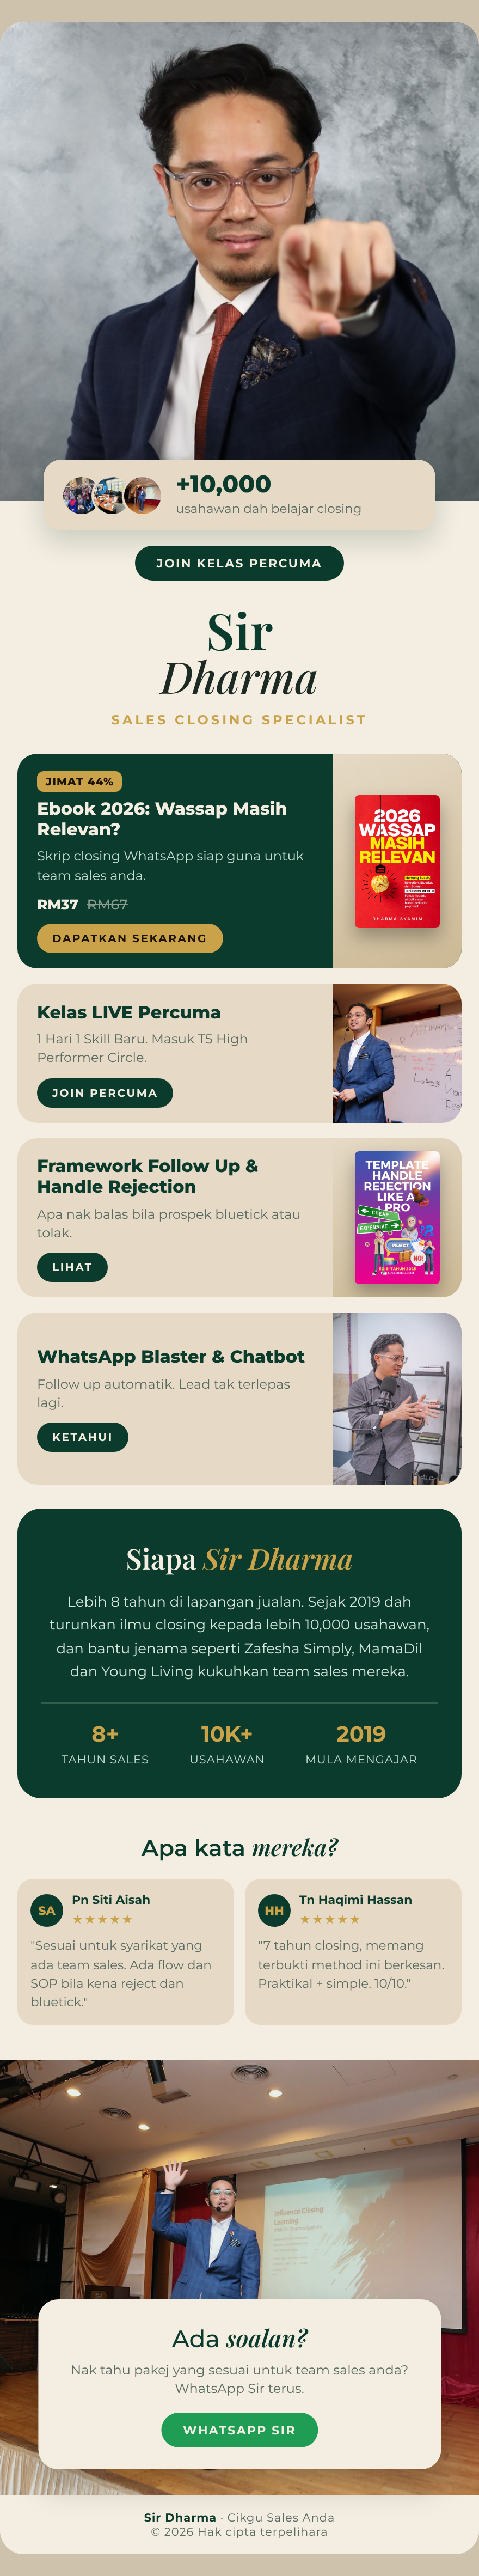 +10,000
usahawan dah belajar closing
JOIN KELAS PERCUMA
Sir
Dharma
SALES CLOSING SPECIALIST
JIMAT 44%
Ebook 2026: Wassap Masih
Relevan?
Skrip closing WhatsApp siap guna untuk
team sales anda.
RM37 RM67
DAPATKAN SEKARANG
2026
WASSAP
MASIH
RELEVAN
DHARMA SYAHIM
Kelas LIVE Percuma
1 Hari 1 Skill Baru. Masuk T5 High
Performer Circle.
JOIN PERCUMA
Framework Follow Up &
Handle Rejection
Apa nak balas bila prospek bluetick atau
tolak.
LIHAT
TEMPLATE
HANDLE
REJECTION
LIKE A
PRO
CHEAP
EXPENSIVE
REJECT
NO!
WhatsApp Blaster & Chatbot
Follow up automatik. Lead tak terlepas
lagi.
KETAHUI
Siapa Sir Dharma
Lebih 8 tahun di lapangan jualan. Sejak 2019 dah
turunkan ilmu closing kepada lebih 10,000 usahawan,
dan bantu jenama seperti Zafesha Simply, MamaDil
dan Young Living kukuhkan team sales mereka.
8+ 10K+ 2019
TAHUN SALES USAHAWAN MULA MENGAJAR
Apa kata mereka?
SA
Pn Siti Aisah
★★★★★
"Sesuai untuk syarikat yang
ada team sales. Ada flow dan
SOP bila kena reject dan
bluetick."
HH
Tn Haqimi Hassan
★★★★★
"7 tahun closing, memang
terbukti method ini berkesan.
Praktikal + simple. 10/10."
Influence Closing
Learning
Ada soalan?
Nak tahu pakej yang sesuai untuk team sales anda?
WhatsApp Sir terus.
WHATSAPP SIR
Sir Dharma · Cikgu Sales Anda
© 2026 Hak cipta terpelihara